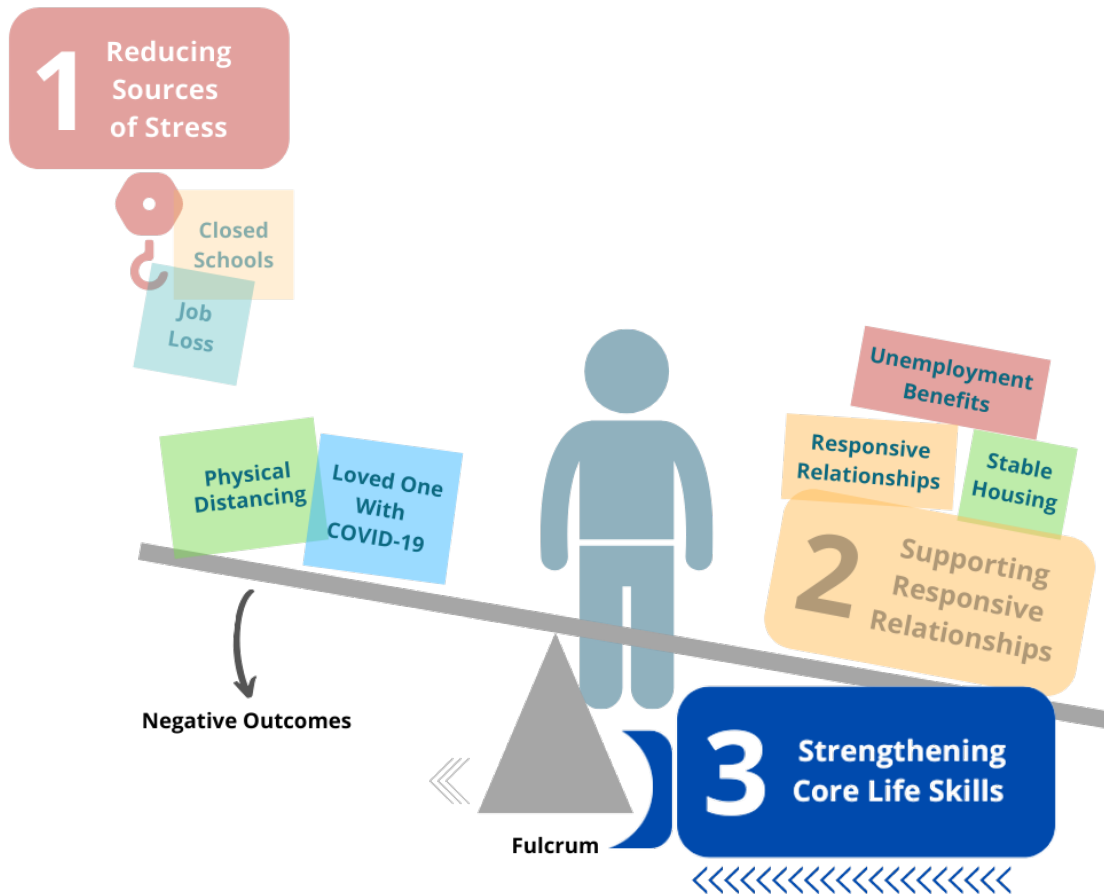 1 Reducing
Sources
of Stress
Closed
Schools
Job
Loss
Physical
Distancing
Loved One
With
COVID-19
Unemployment
Benefits
Responsive
Relationships
Stable
Housing
2 Supporting
Responsive
Relationships
Negative Outcomes
3 Strengthening
Core Life Skills
Fulcrum